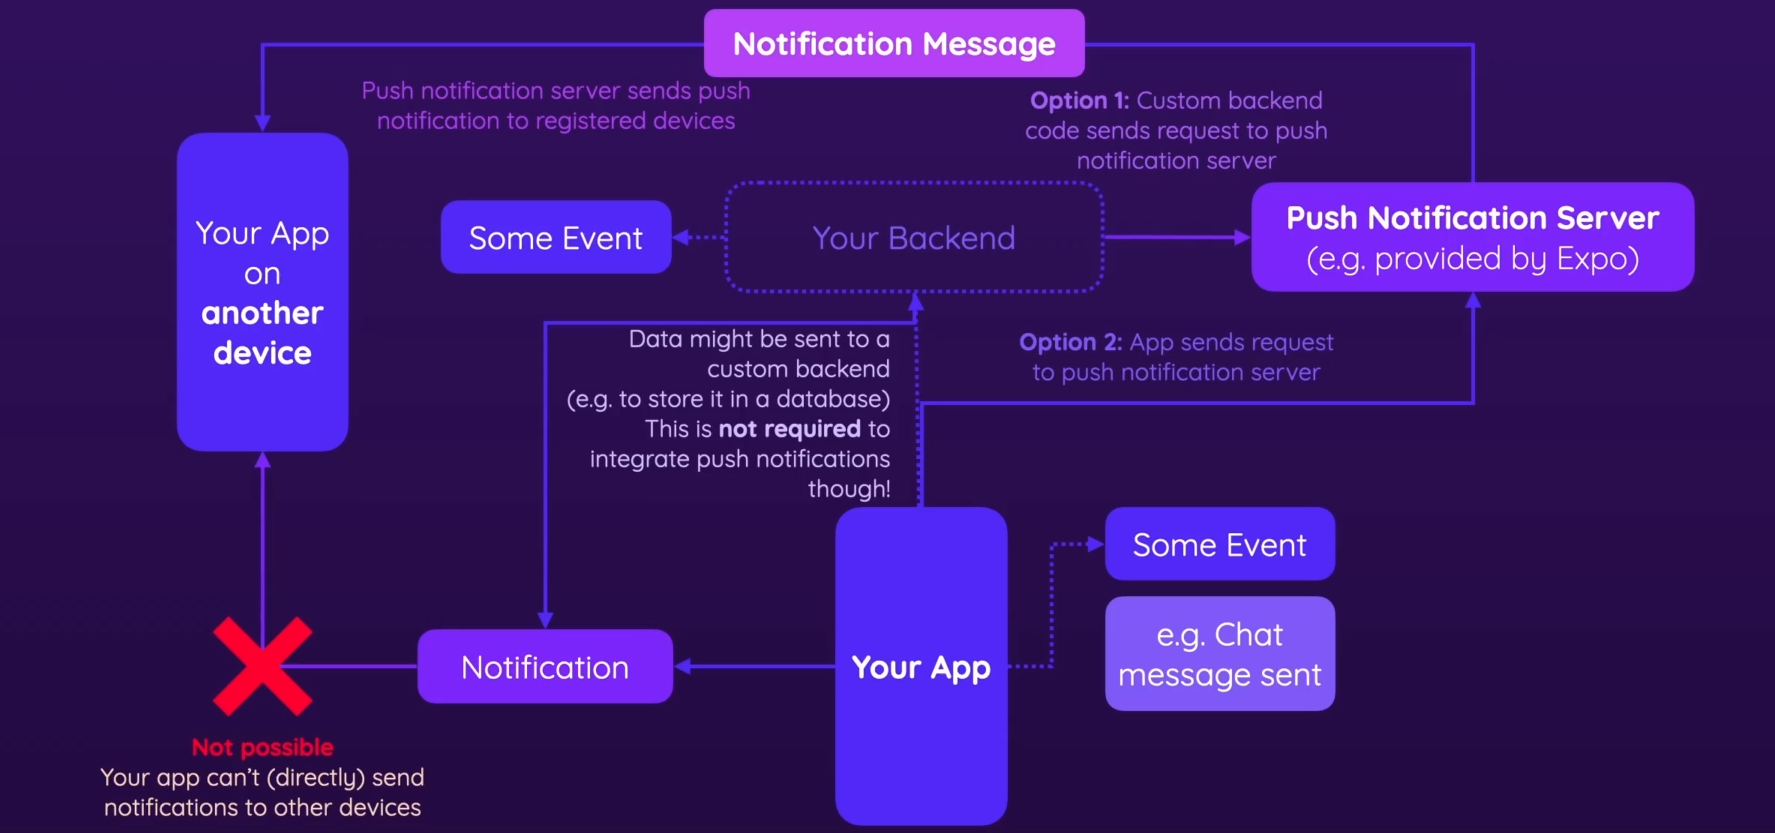 Notification Message
Push notification server sends push
notification to registered devices
Option 1: Custom backend
code sends request to push
notification server
Your App
on
another
device
Some Event
Your Backend
Push Notification Server
(e.g. provided by Expo)
Data might be sent to a
custom backend
(e.g. to store it in a database)
This is not required to
integrate push notifications
though!
Option 2: App sends request
to push notification server
Some Event
e.g. Chat
message sent
Notification
Your App
Not possible
Your app can’t (directly) send
notifications to other devices